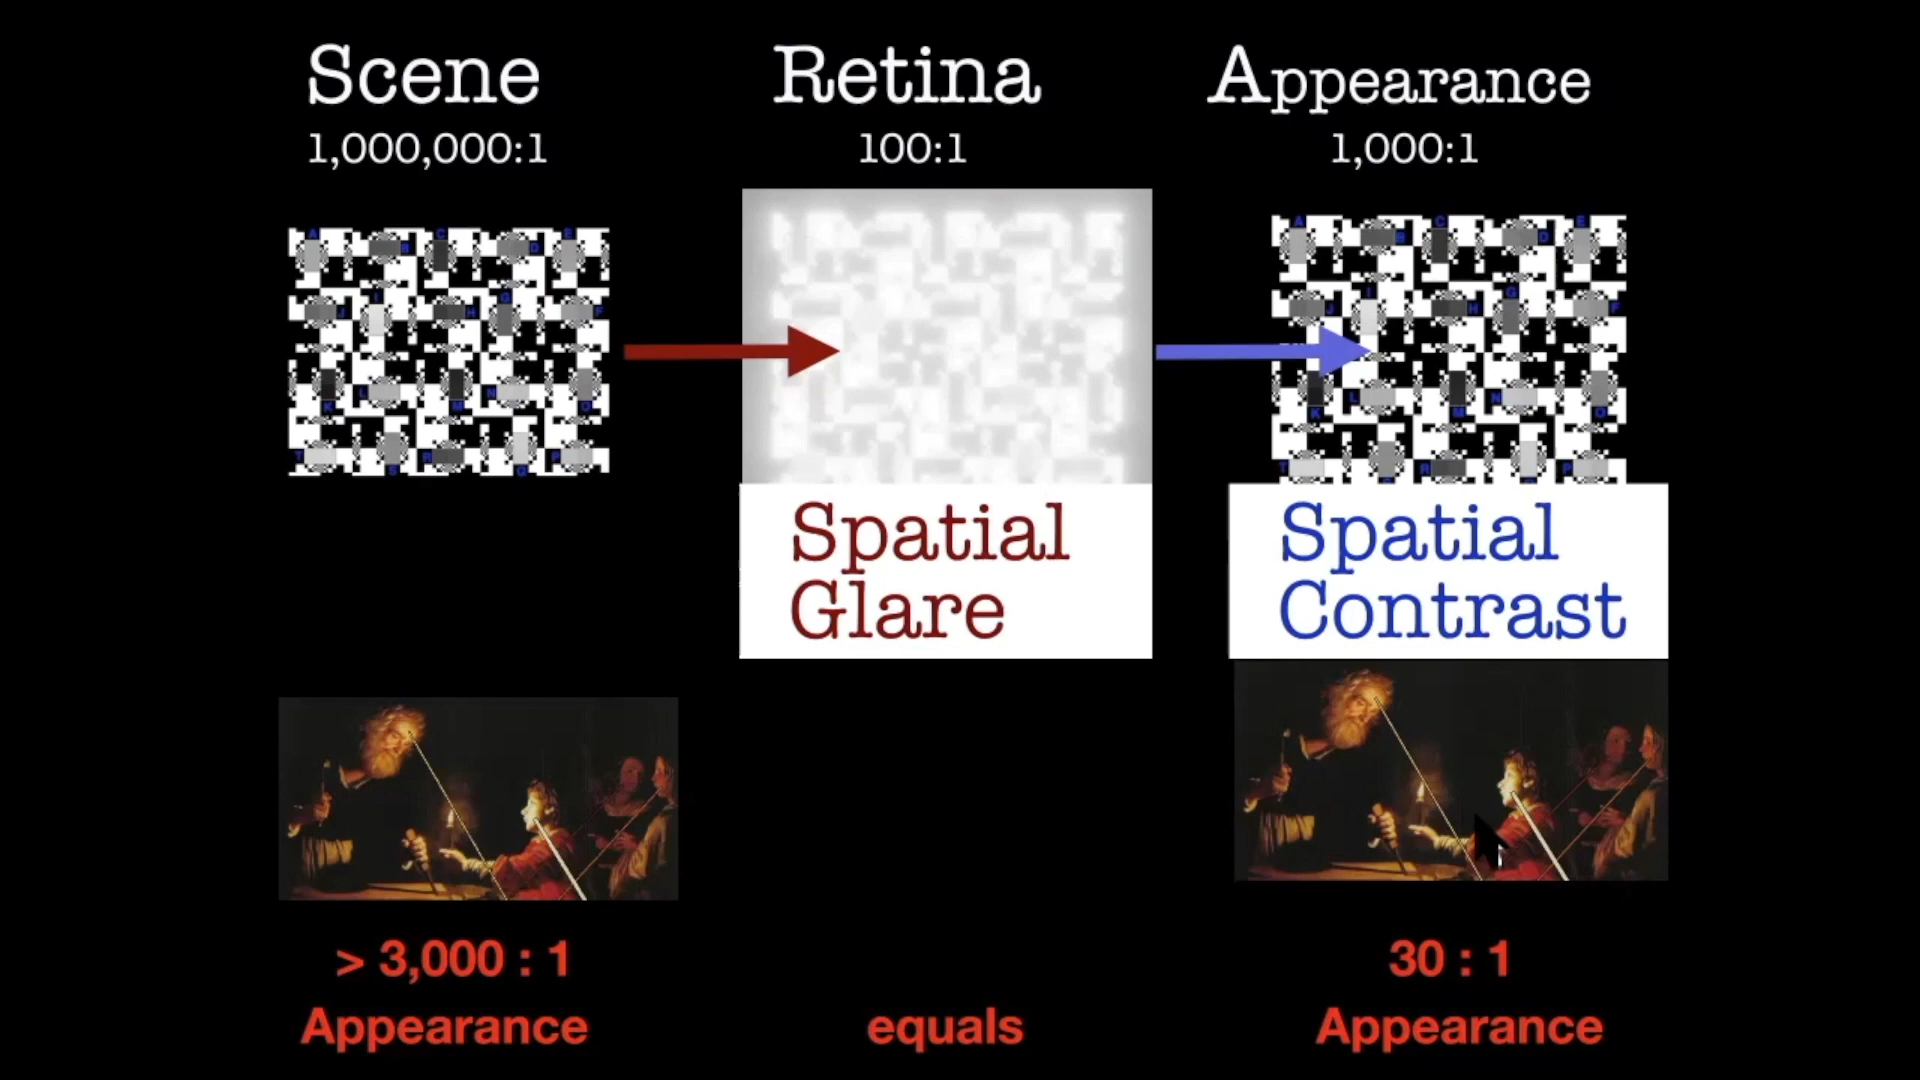 Scene
Retina
Appearance
1,000,000:1
100:1
1,000:1
A
B
C
D
E
J
I
H
G
F
K
L
M
N
O
T
S
R
Q
P
A
B
C
D
E
J
I
H
G
F
K
L
M
N
O
T
R
P
Spatial
Glare
Spatial
Contrast
> 3,000 : 1
30 : 1
Appearance
equals
Appearance